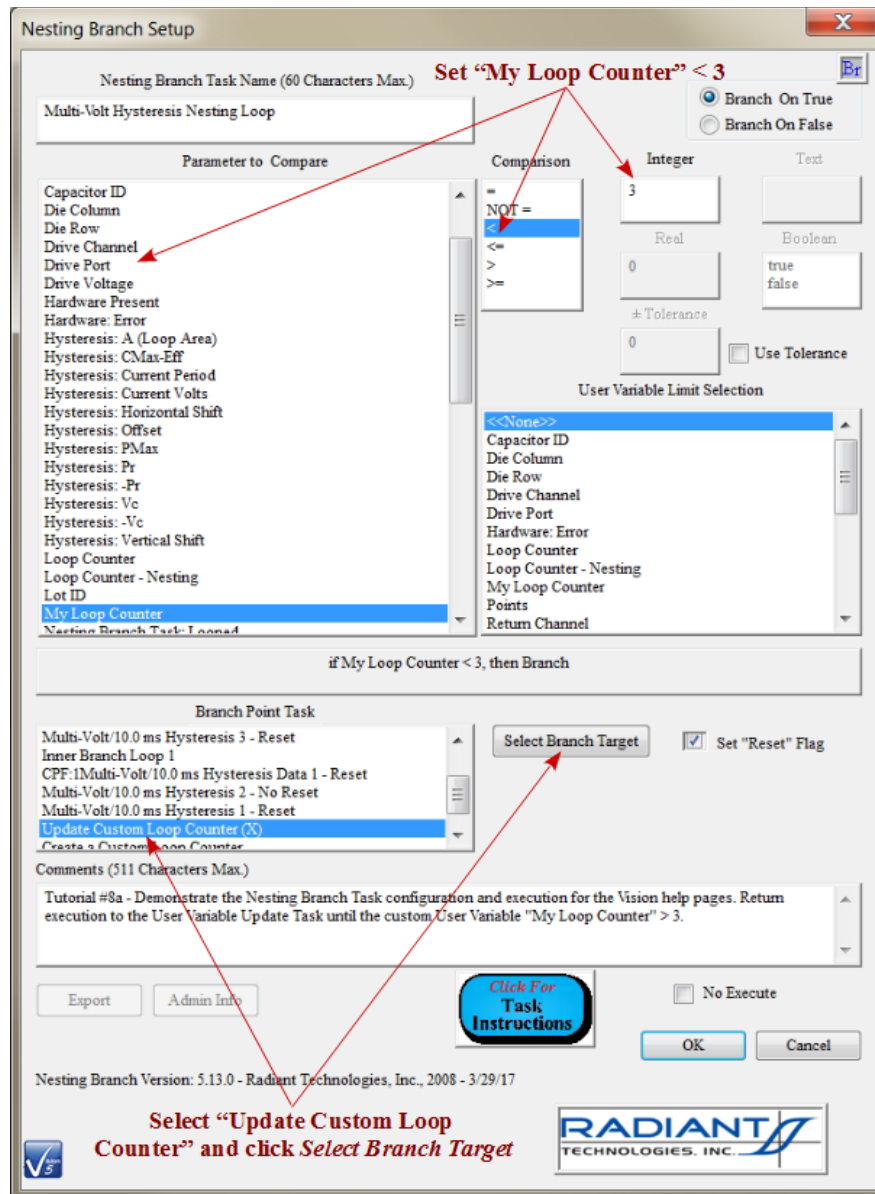 Nesting Branch Setup
X
Nesting Branch Task Name (60 Characters Max.)
Set “My Loop Counter” < 3
Br
Multi-Volt Hysteresis Nesting Loop
Branch On True
Branch On False
Parameter to Compare
Comparison
Integer
Text
Capacitor ID
Die Column
Die Row
Drive Channel
Drive Port
Drive Voltage
Hardware Present
Hardware: Error
Hysteresis: A (Loop Area)
Hysteresis: CMax-Eff
Hysteresis: Current Period
Hysteresis: Current Volts
Hysteresis: Horizontal Shift
Hysteresis: Offset
Hysteresis: PMax
Hysteresis: Pr
Hysteresis: -Pr
Hysteresis: Vc
Hysteresis: -Vc
Hysteresis: Vertical Shift
Loop Counter
Loop Counter - Nesting
Lot ID
My Loop Counter
Nesting Branch Task: Looped
=
NOT =
<
<=
>
>=
3
Real
Boolean
0
true
false
± Tolerance
0
Use Tolerance
User Variable Limit Selection
<<None>>
Capacitor ID
Die Column
Die Row
Drive Channel
Drive Port
Hardware: Error
Loop Counter
Loop Counter - Nesting
My Loop Counter
Points
Return Channel
if My Loop Counter < 3, then Branch
Branch Point Task
Multi-Volt/10.0 ms Hysteresis 3 - Reset
Inner Branch Loop 1
CPF:1Multi-Volt/10.0 ms Hysteresis Data 1 - Reset
Multi-Volt/10.0 ms Hysteresis 2 - No Reset
Multi-Volt/10.0 ms Hysteresis 1 - Reset
Update Custom Loop Counter (X)
Create a Custom Loop Counter
Select Branch Target
Set "Reset" Flag
Comments (511 Characters Max.)
Tutorial #8a - Demonstrate the Nesting Branch Task configuration and execution for the Vision help pages. Return
execution to the User Variable Update Task until the custom User Variable "My Loop Counter" > 3.
Export
Admin Info
Click For
Task
Instructions
No Execute
OK
Cancel
Nesting Branch Version: 5.13.0 - Radiant Technologies, Inc., 2008 - 3/29/17
Select “Update Custom Loop
Counter” and click Select Branch Target
RADIANT
TECHNOLOGIES, INC.